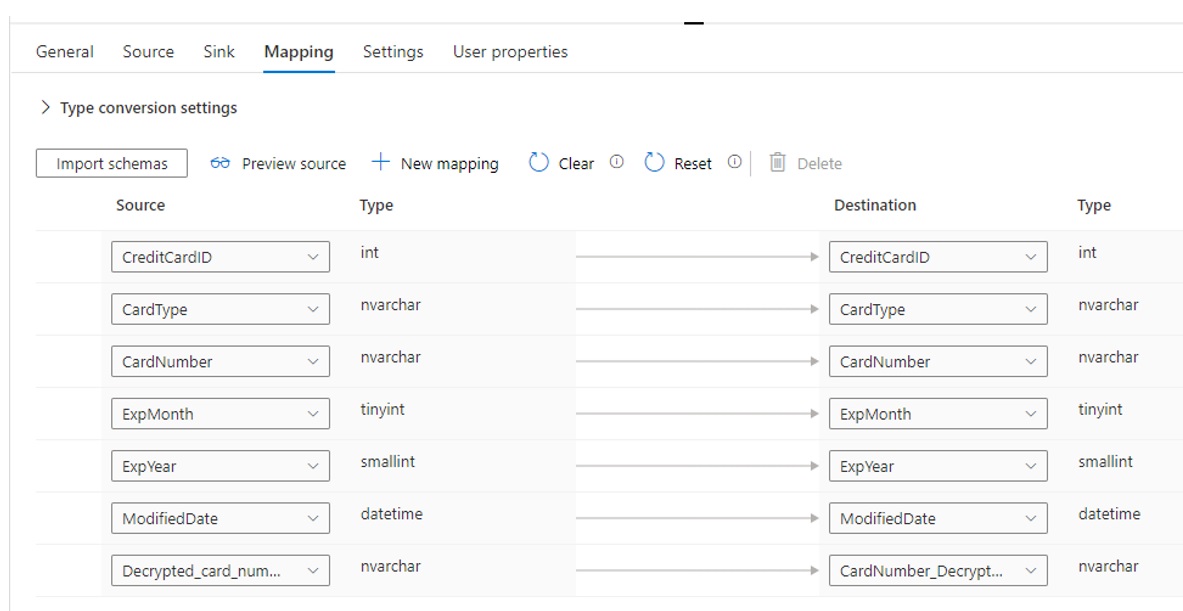 General Source Sink Mapping Settings User properties
Type conversion settings
Import schemas Preview source New mapping Clear Reset Delete
Source Type Destination Type
CreditCardID int CreditCardID int
CardType nvarchar CardType nvarchar
CardNumber nvarchar CardNumber nvarchar
ExpMonth tinyint ExpMonth tinyint
ExpYear smallint ExpYear smallint
ModifiedDate datetime ModifiedDate datetime
Decrypted_card_num... nvarchar CardNumber_Decrypt... nvarchar